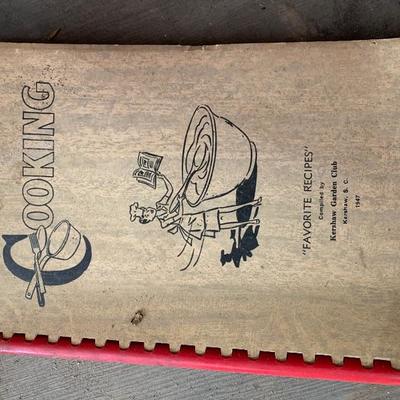 COOKING
"FAVORITE RECIPES"
Compiled by
Kershaw Garden Club
Kershaw, S. C.
1947